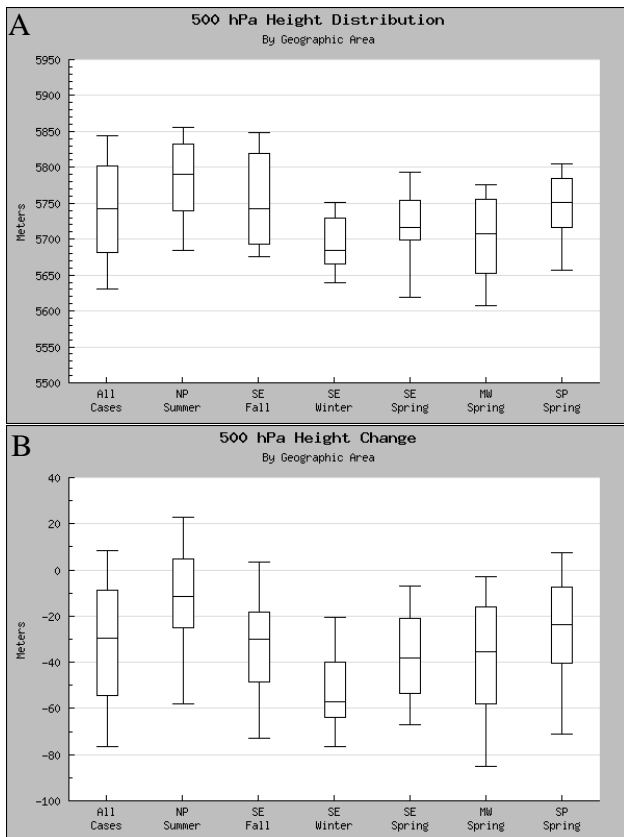 A
500 hPa Height Distribution
By Geographic Area
5950
5900
5850
5800
5750
5700
5650
5600
5550
5500
Meters
All NP SE SE SE MW SP
Cases Summer Fall Winter Spring Spring Spring
B
500 hPa Height Change
By Geographic Area
40
20
0
-20
-40
-60
-80
-100
Meters
All NP SE SE SE MW SP
Cases Summer Fall Winter Spring Spring Spring